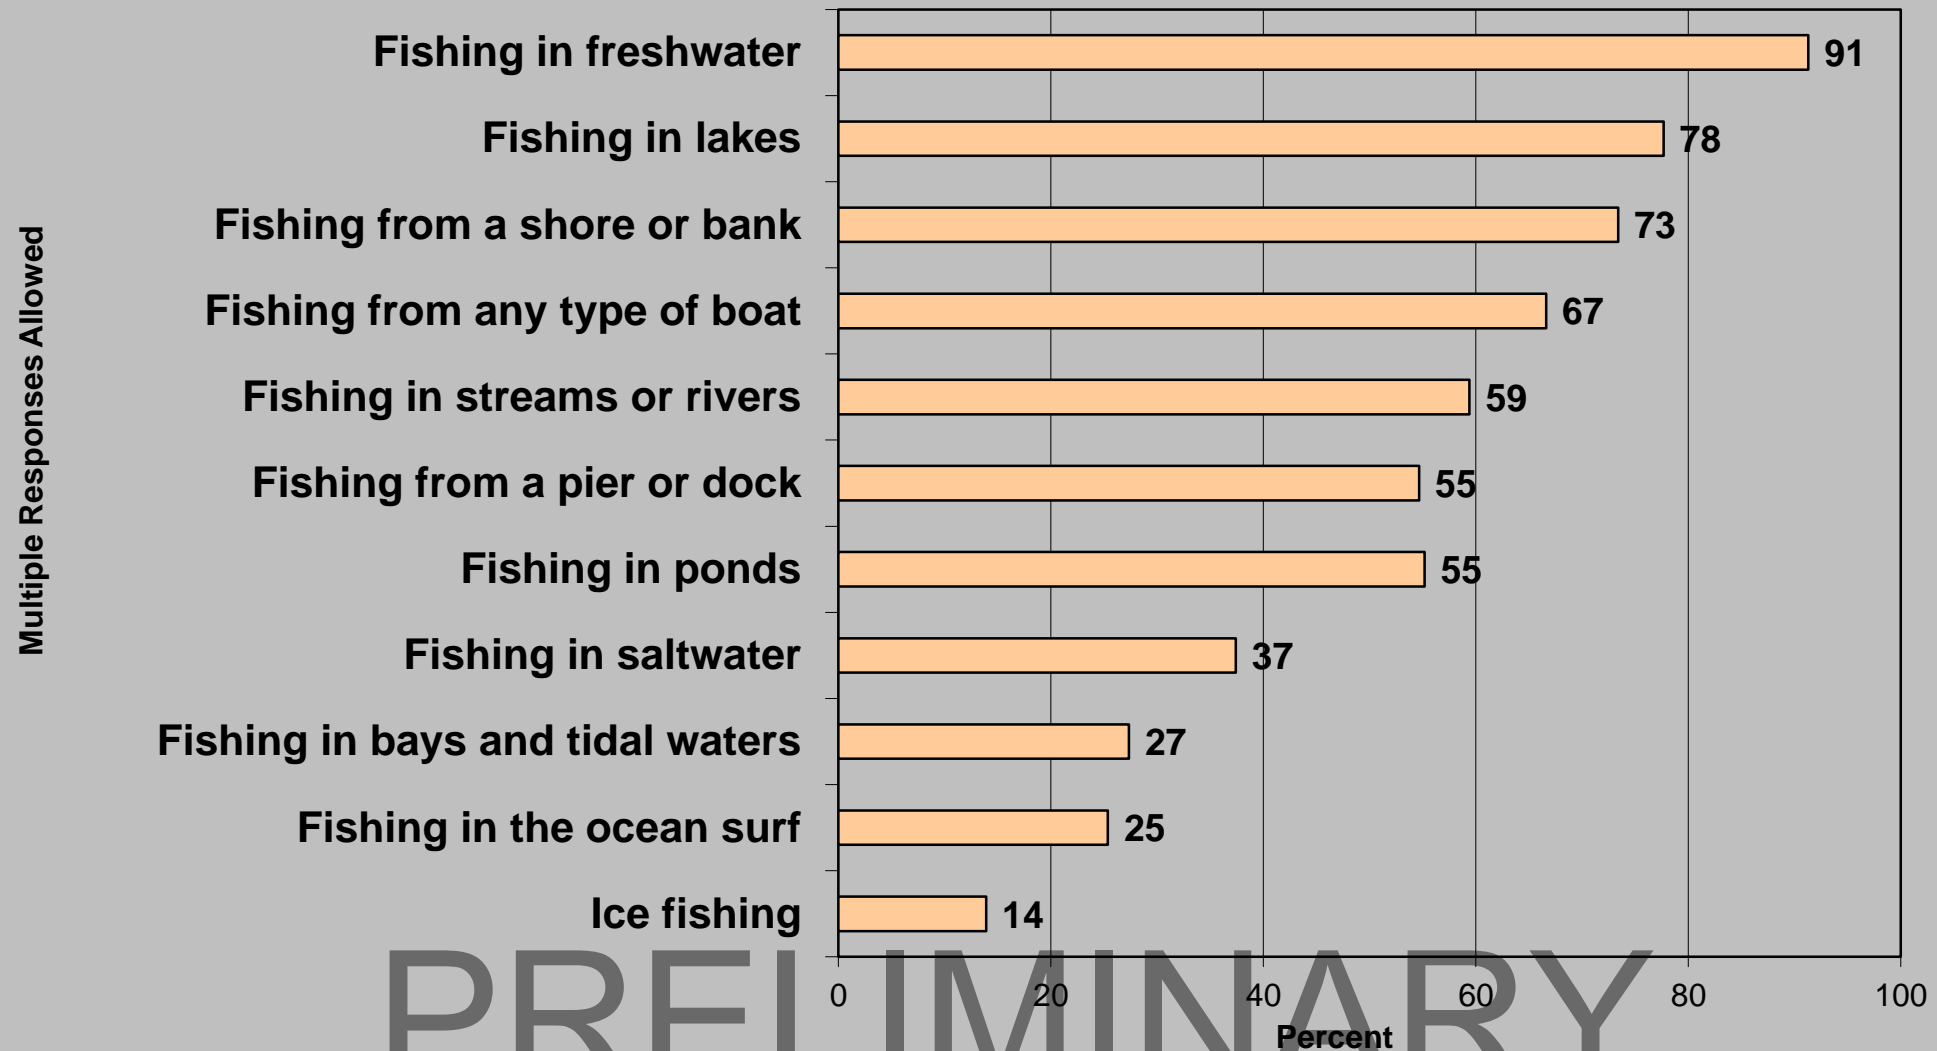 Multiple Responses Allowed
Fishing in freshwater 91
Fishing in lakes 78
Fishing from a shore or bank 73
Fishing from any type of boat 67
Fishing in streams or rivers 59
Fishing from a pier or dock 55
Fishing in ponds 55
Fishing in saltwater 37
Fishing in bays and tidal waters 27
Fishing in the ocean surf 25
Ice fishing 14
0 20 40 60 80 100
Percent
PRELIMINARY